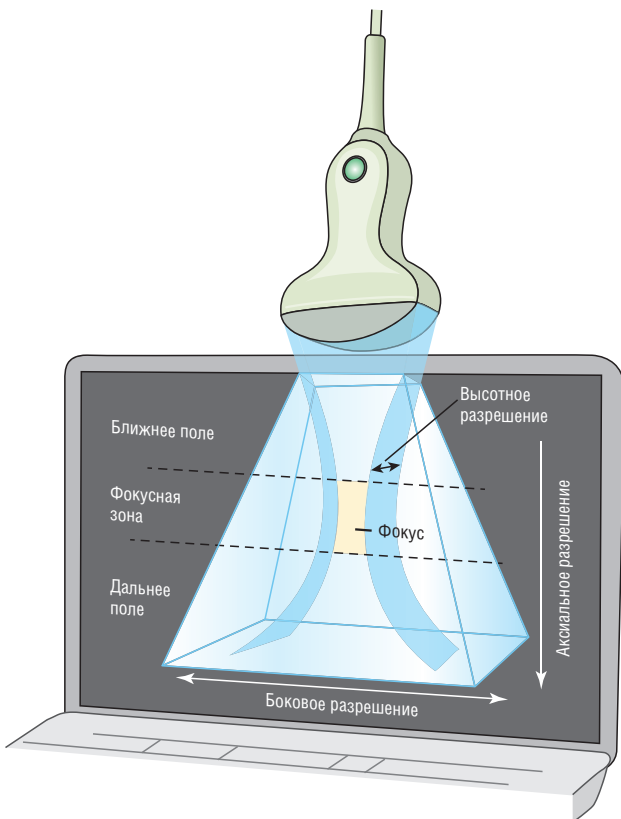 Высотное
разрешение
Ближнее поле
Фокусная
зона
Фокус
Дальнее
поле
Аксиальное разрешение
Боковое разрешение